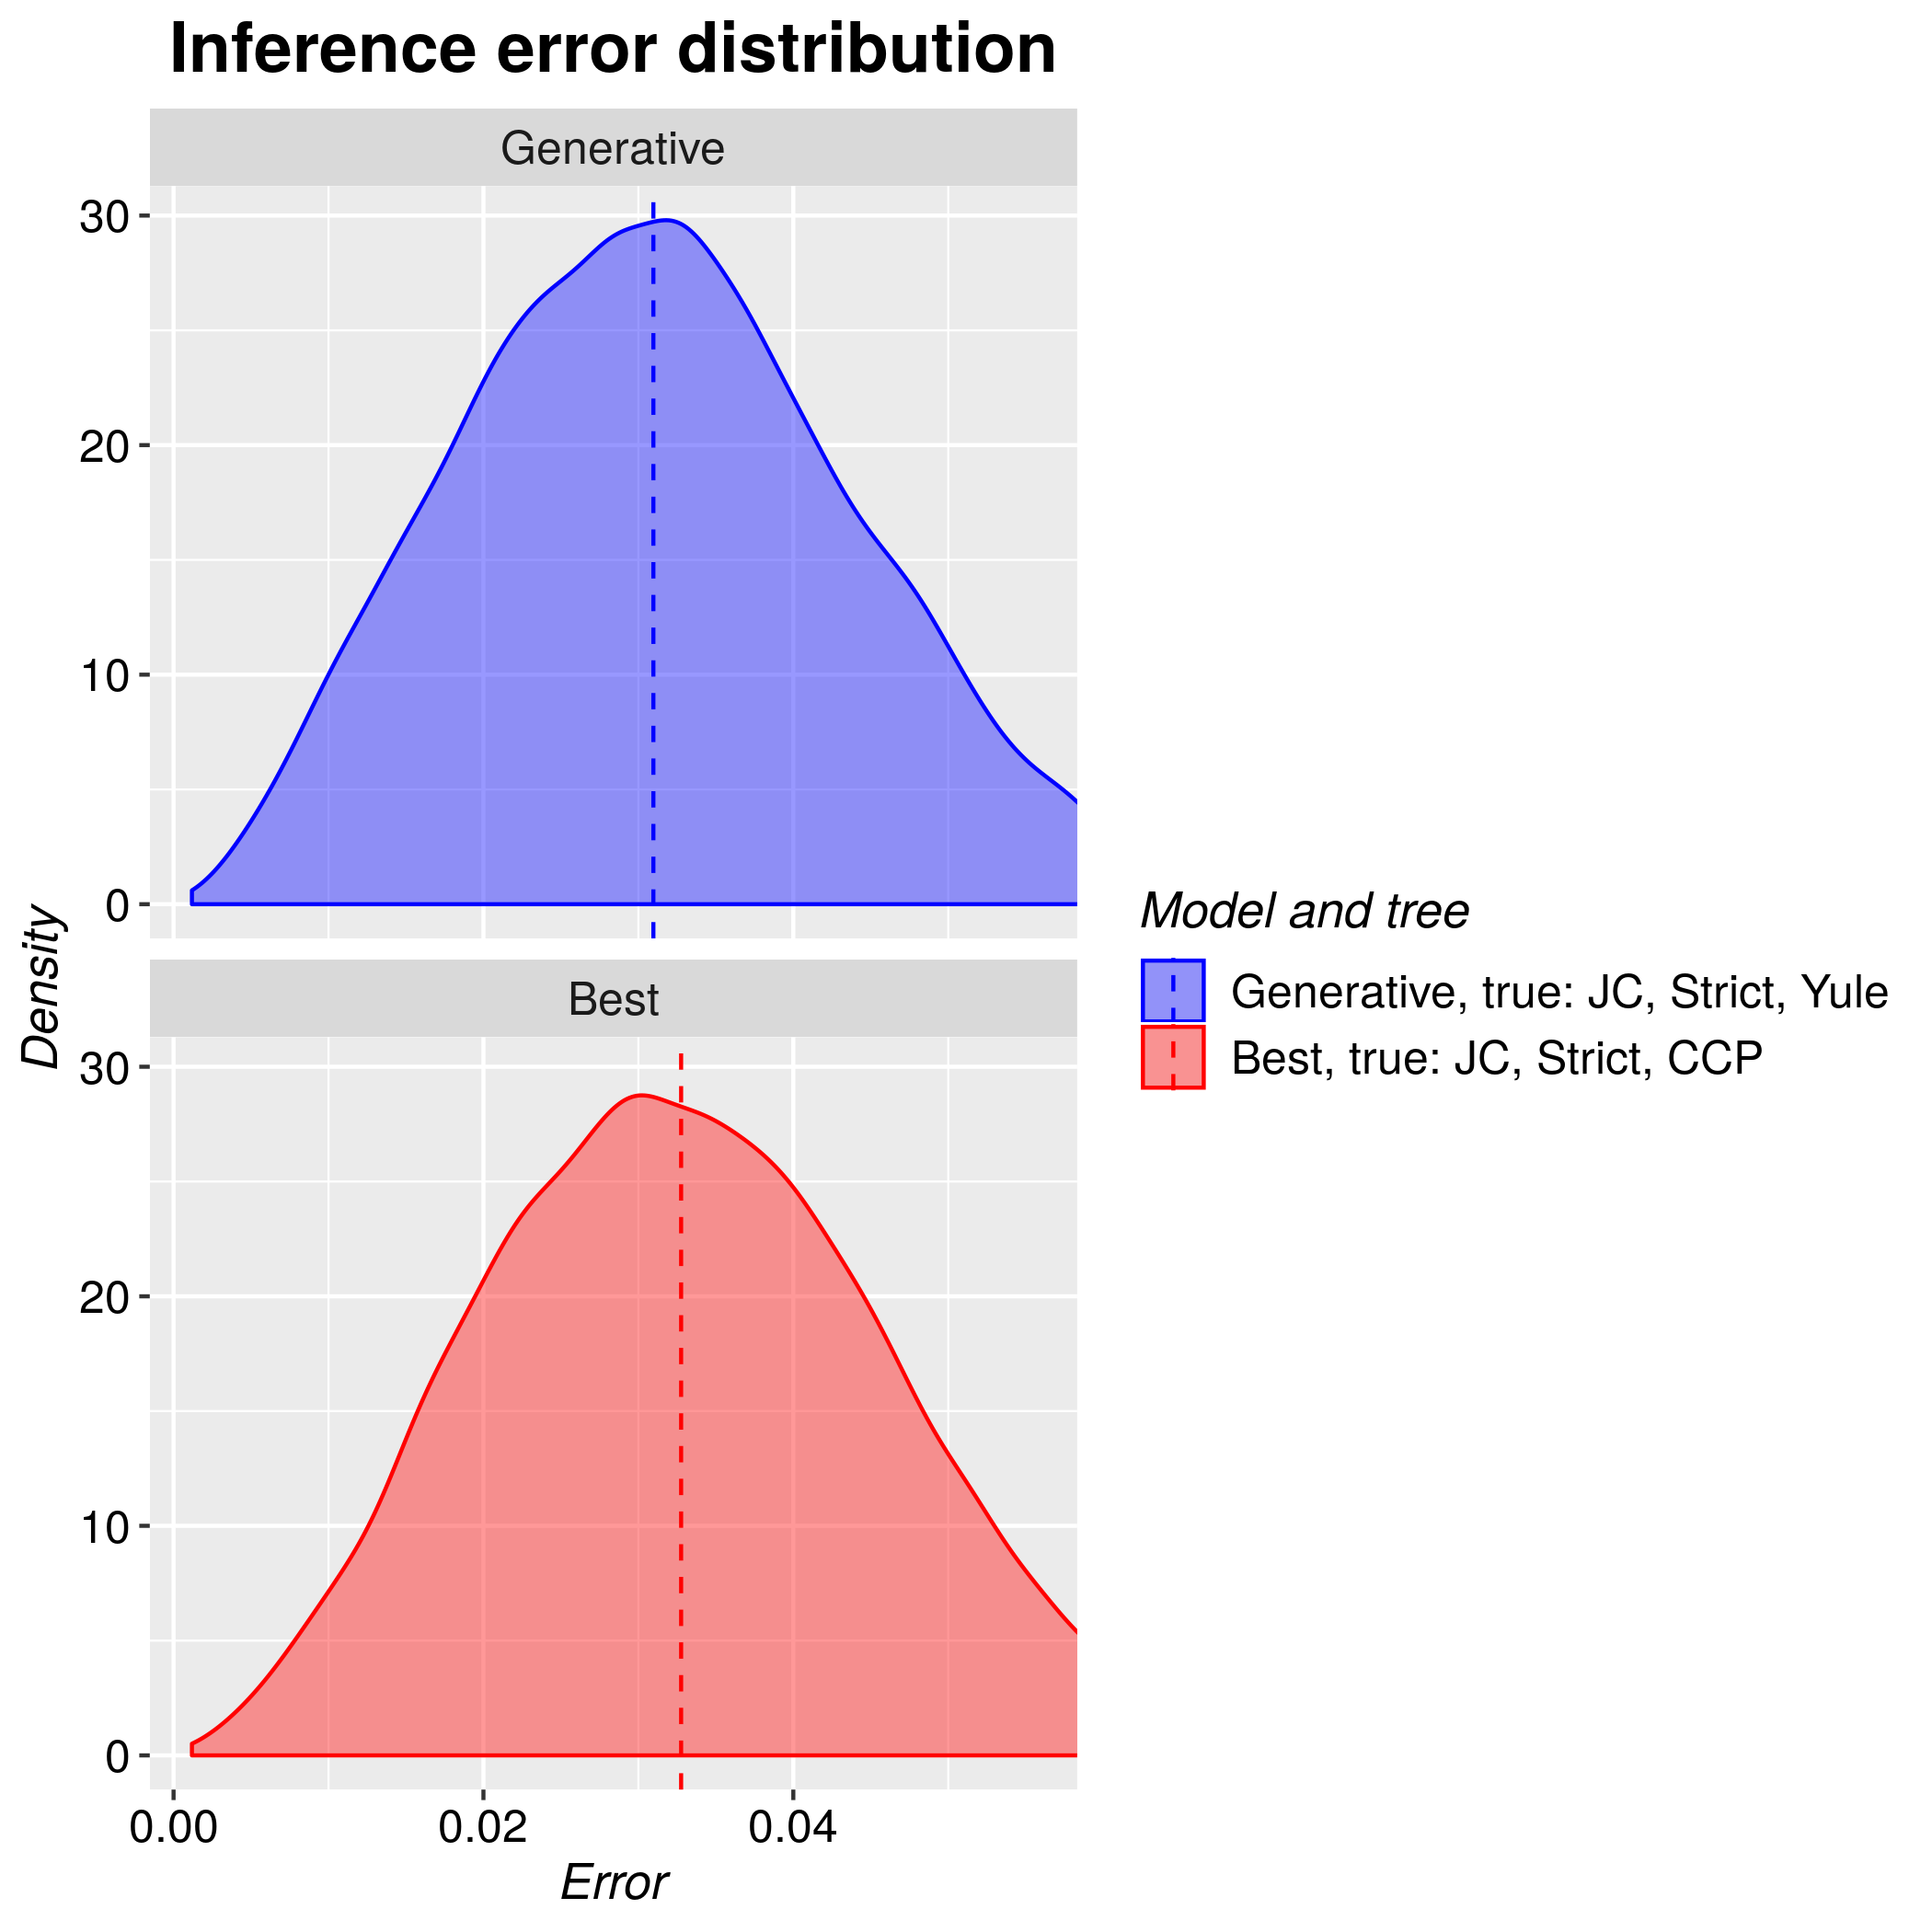 Inference error distribution
Generative
30
20
10
0
Best
30
20
10
0
0.00 0.02 0.04
Error
Density
Model and tree
Generative, true: JC, Strict, Yule
Best, true: JC, Strict, CCP